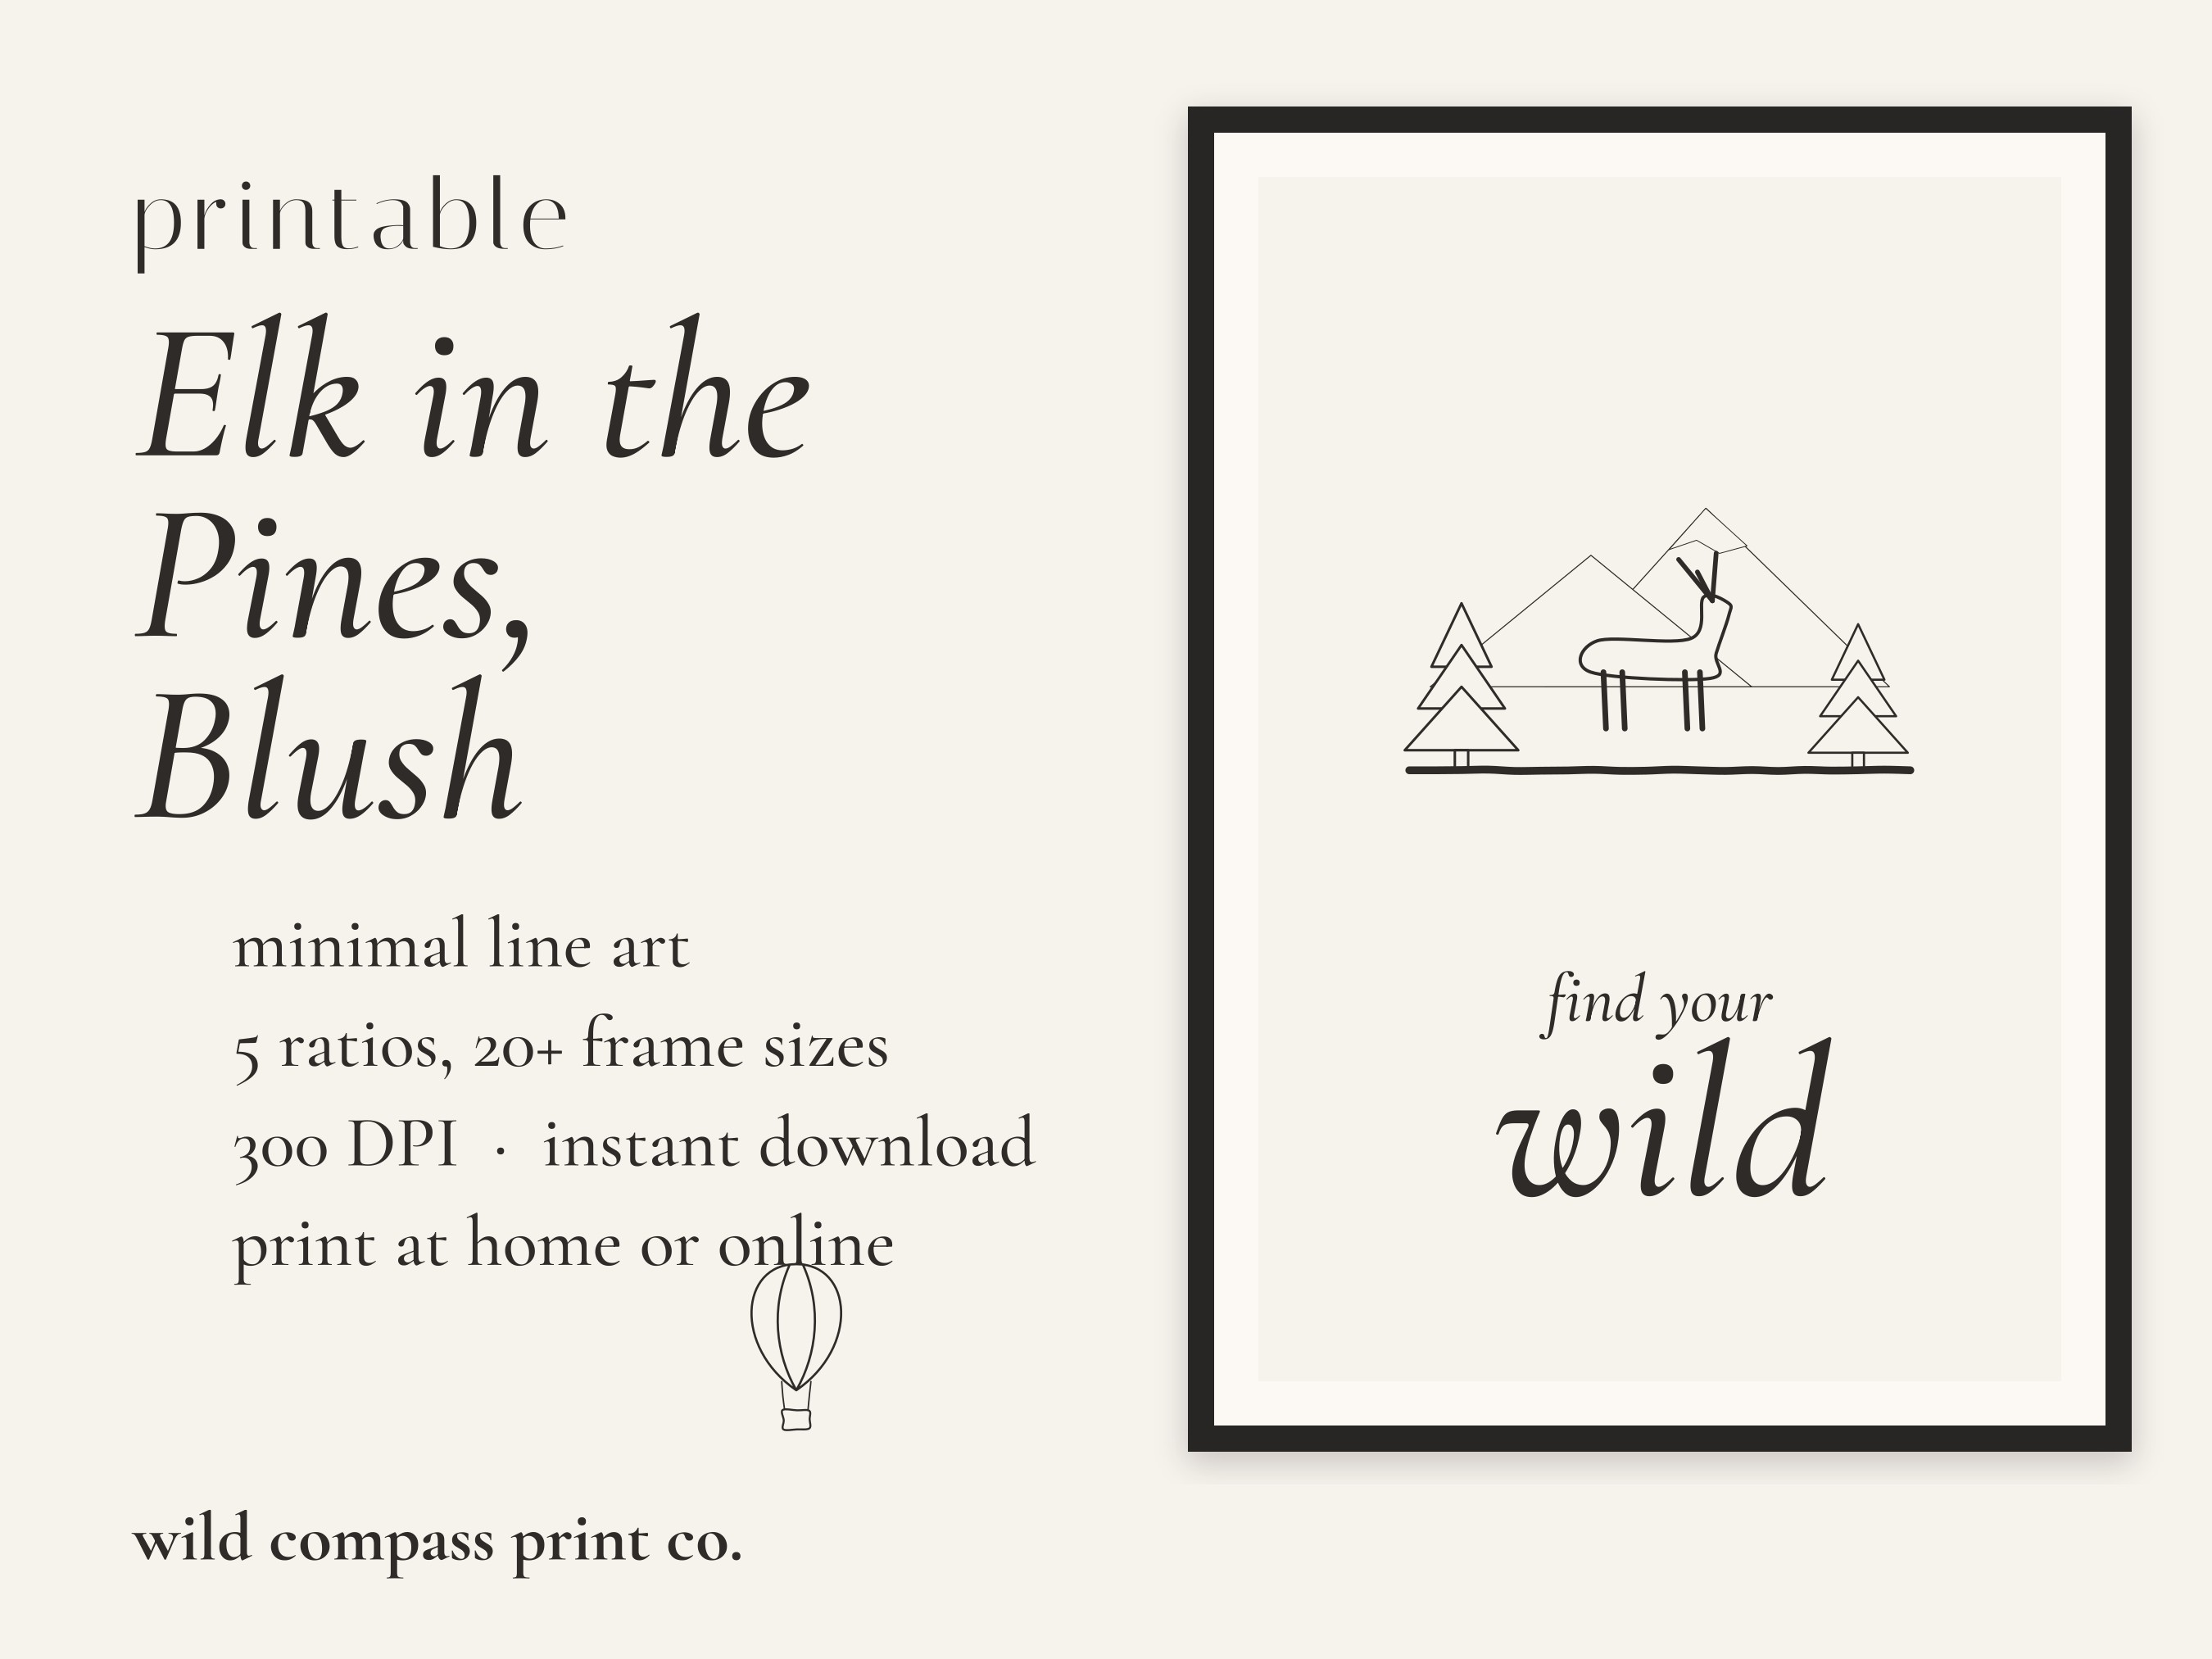 printable
Elk in the
Pines,
Blush
minimal line art
5 ratios, 20+ frame sizes
300 DPI · instant download
print at home or online
wild compass print co.
find your
wild